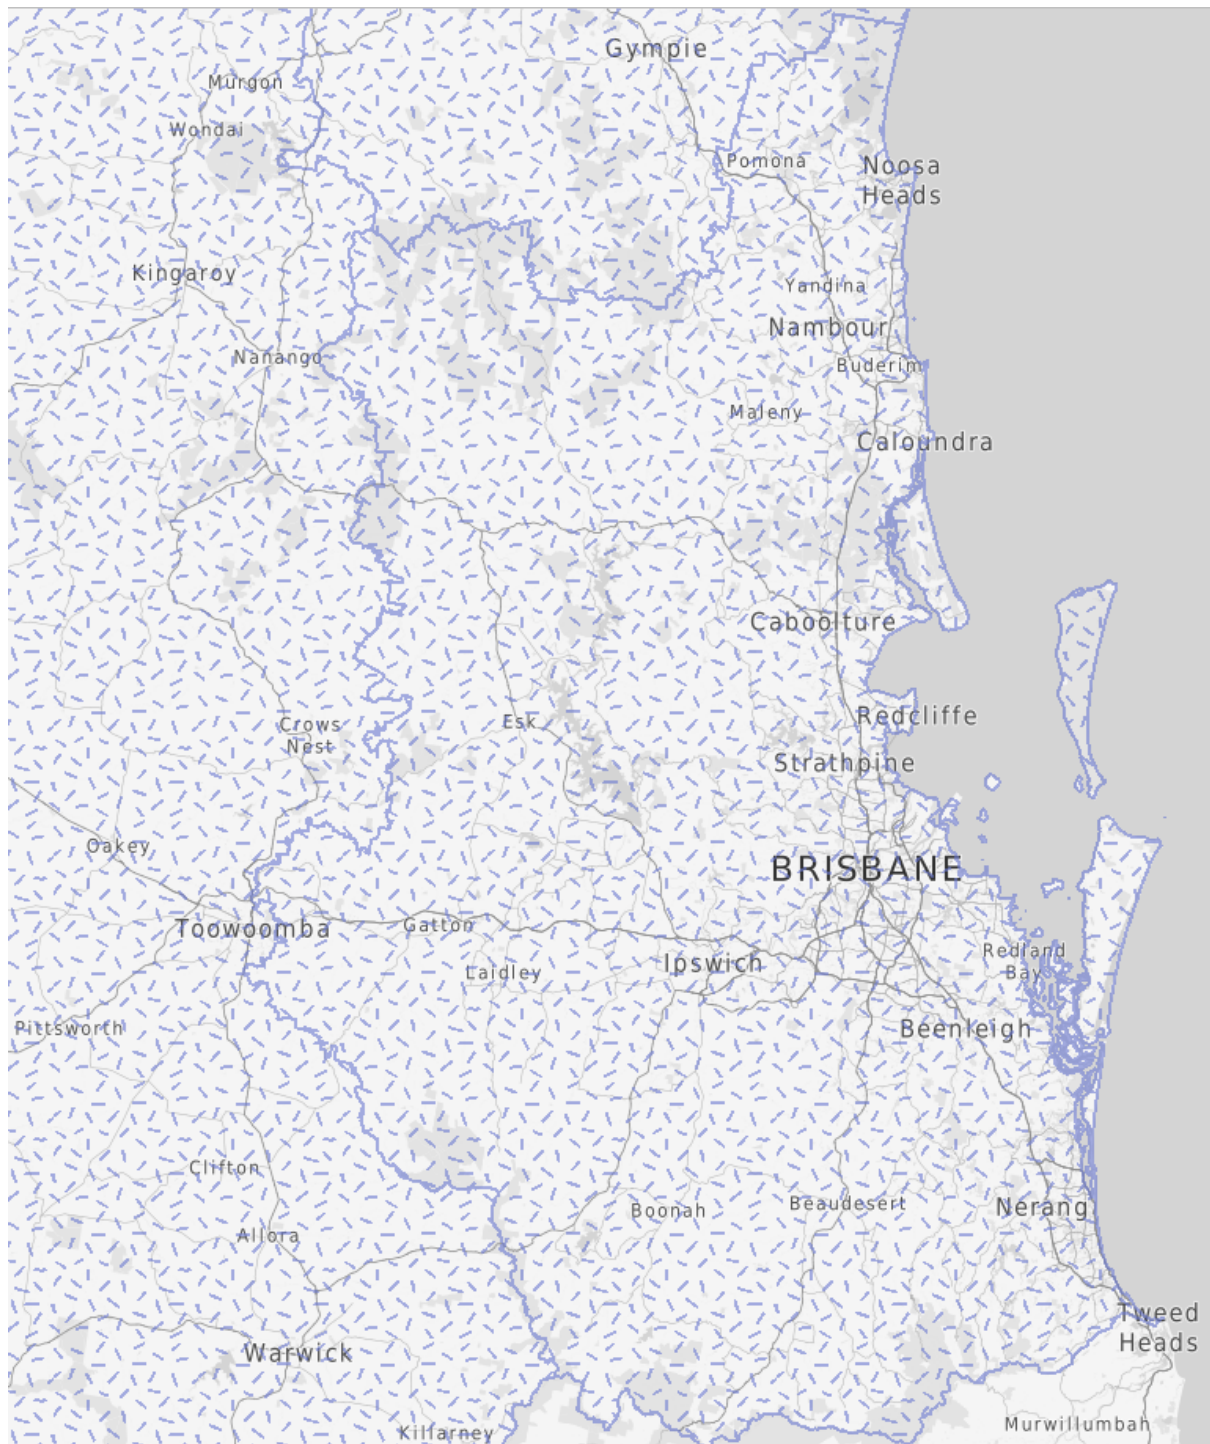 Gympie
Murgon
Wondai
Pomona
Noosa
Heads
Kingaroy
Yandina
Nambour
Nanango
Buderim
Maleny
Caloundra
Caboolture
Redcliffe
Esk
Crows
Nest
Strathpine
Oakey
BRISBANE
Toowoomba
Gatton
Redland
Bay
Laidley
Ipswich
Pittsworth
Beenleigh
Clifton
Boonah
Beaudesert
Nerang
Allora
Tweed
Heads
Warwick
Murwillumbah
Killarney